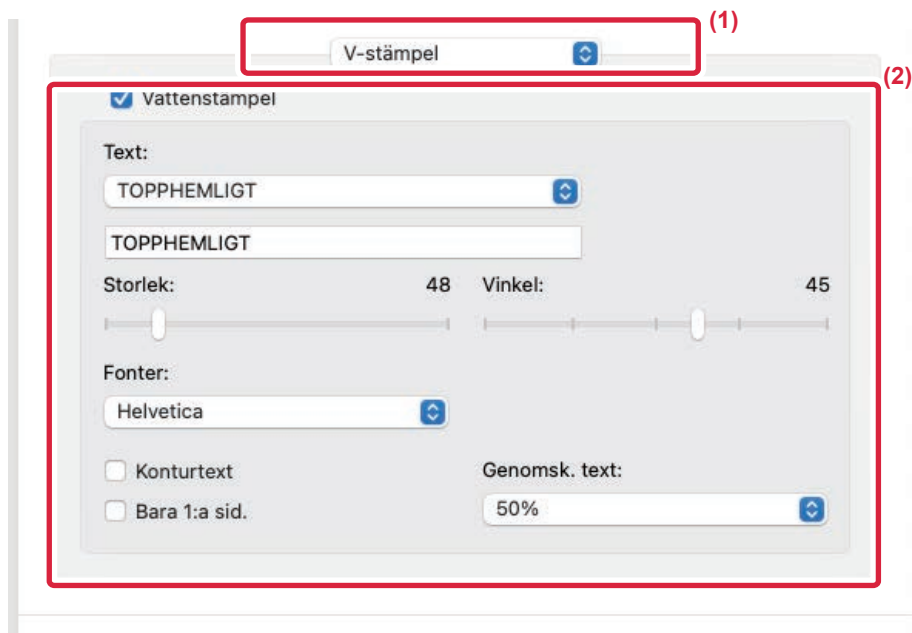 (1)
V-stämpel
(2)
Vattenstämpel
Text:
TOPPHEMLIGT
TOPPHEMLIGT
Storlek: 48 Vinkel: 45
Fonter:
Helvetica
Konturtext Genomsk. text:
Bara 1:a sid. 50%